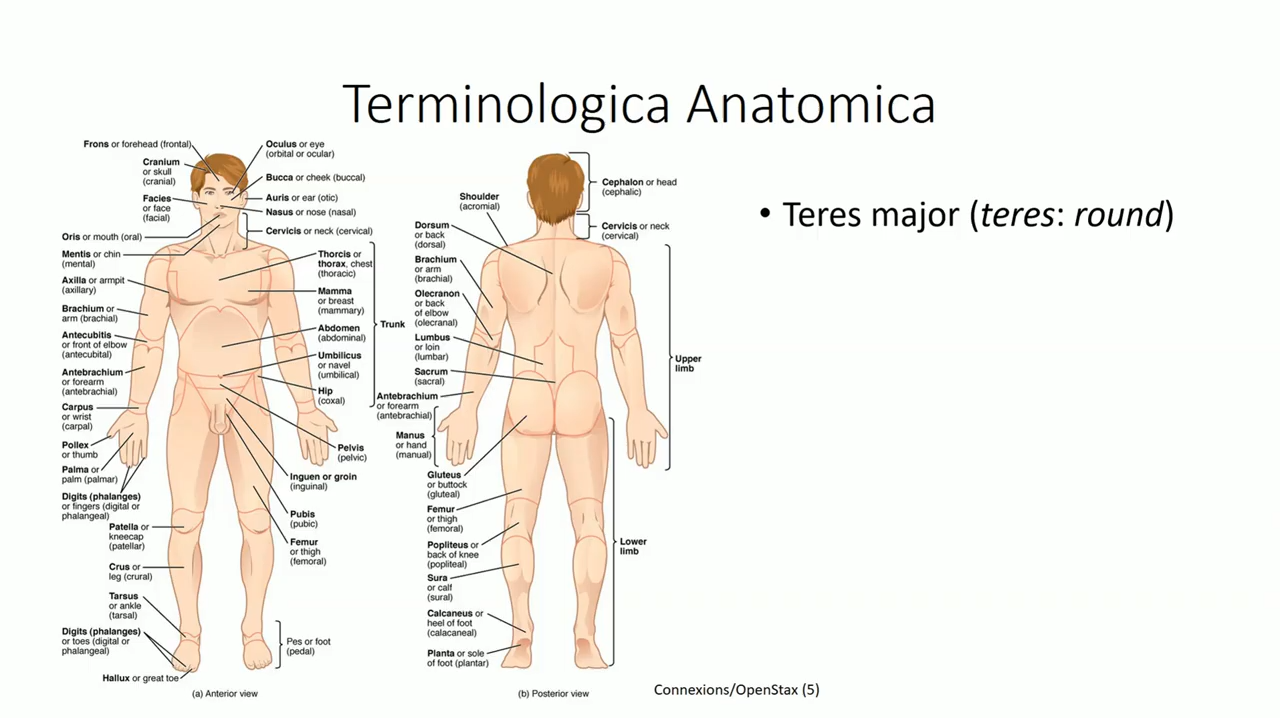 Terminologica Anatomica
Frons or forehead (frontal)
Cranium
or skull
(cranial)
Facies
or face
(facial)
Oris or mouth (oral)
Mentis or chin
(mental)
Axilla or armpit
(axillary)
Brachium or
arm (brachial)
Antecubitis
or front of elbow
(antecubital)
Antebrachium
or forearm
(antebrachial)
Carpus
or wrist
(carpal)
Pollex
or thumb
Palma or
palm (palmar)
Digits (phalanges)
or fingers (digital or
phalangeal)
Patella or
kneecap
(patellar)
Crus or
leg (crural)
Tarsus
or ankle
(tarsal)
Digits (phalanges)
or toes (digital or
phalangeal)
Hallux or great toe
Oculus or eye
(orbital or ocular)
Bucca or cheek (buccal)
Auris or ear (otic)
Nasus or nose (nasal)
Cervicis or neck (cervical)
Thorcis or
thorax, chest
(thoracic)
Mamma
or breast
(mammary)
Abdomen
(abdominal)
Umbilicus
or navel
(umbilical)
Hip
(coxal)
Trunk
Pelvis
(pelvic)
Inguen or groin
(inguinal)
Pubis
(pubic)
Femur
or thigh
(femoral)
Pes or foot
(pedal)
(a) Anterior view
Shoulder
(acromial)
Dorsum
or back
(dorsal)
Brachium
or arm
(brachial)
Olecranon
or back
of elbow
(olecranal)
Lumbus
or loin
(lumbar)
Sacrum
(sacral)
Antebrachium
or forearm
(antebrachial)
Manus
or hand
(manual)
Gluteus
or buttock
(gluteal)
Femur
or thigh
(femoral)
Popliteus or
back of knee
(popliteal)
Sura
or calf
(sural)
Calcaneus or
heel of foot
(calacaneal)
Planta or sole
of foot (plantar)
Cephalon or head
(cephalic)
Cervicis or neck
(cervical)
Upper
limb
Lower
limb
(b) Posterior view
Connexions/OpenStax (5)
• Teres major (teres: round)